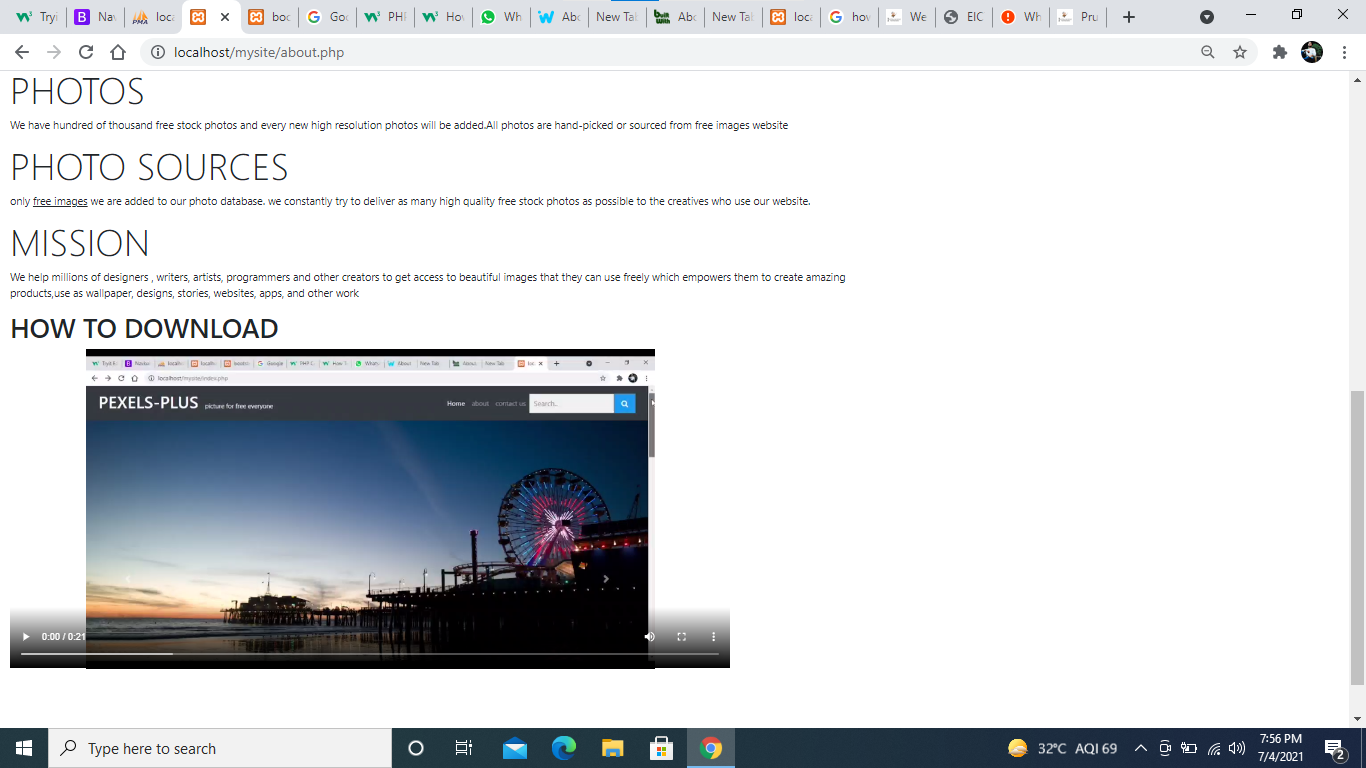 Tryi
Nav
loca
boc
Goo
PHP
How
Wh
Abo
New Tab
Abo
New Tab
loca
how
We
EIC
Wh
Pru
localhost/mysite/about.php
PHOTOS
We have hundred of thousand free stock photos and every new high resolution photos will be added.All photos are hand-picked or sourced from free images website
PHOTO SOURCES
only free images we are added to our photo database. we constantly try to deliver as many high quality free stock photos as possible to the creatives who use our website.
MISSION
We help millions of designers , writers, artists, programmers and other creators to get access to beautiful images that they can use freely which empowers them to create amazing
products,use as wallpaper, designs, stories, websites, apps, and other work
HOW TO DOWNLOAD
localhost/mysite/index.php
PEXELS-PLUS picture for free everyone
Home about contact us Search..
0:00 / 0:21
Type here to search
32°C AQI 69
7:56 PM
7/4/2021
2